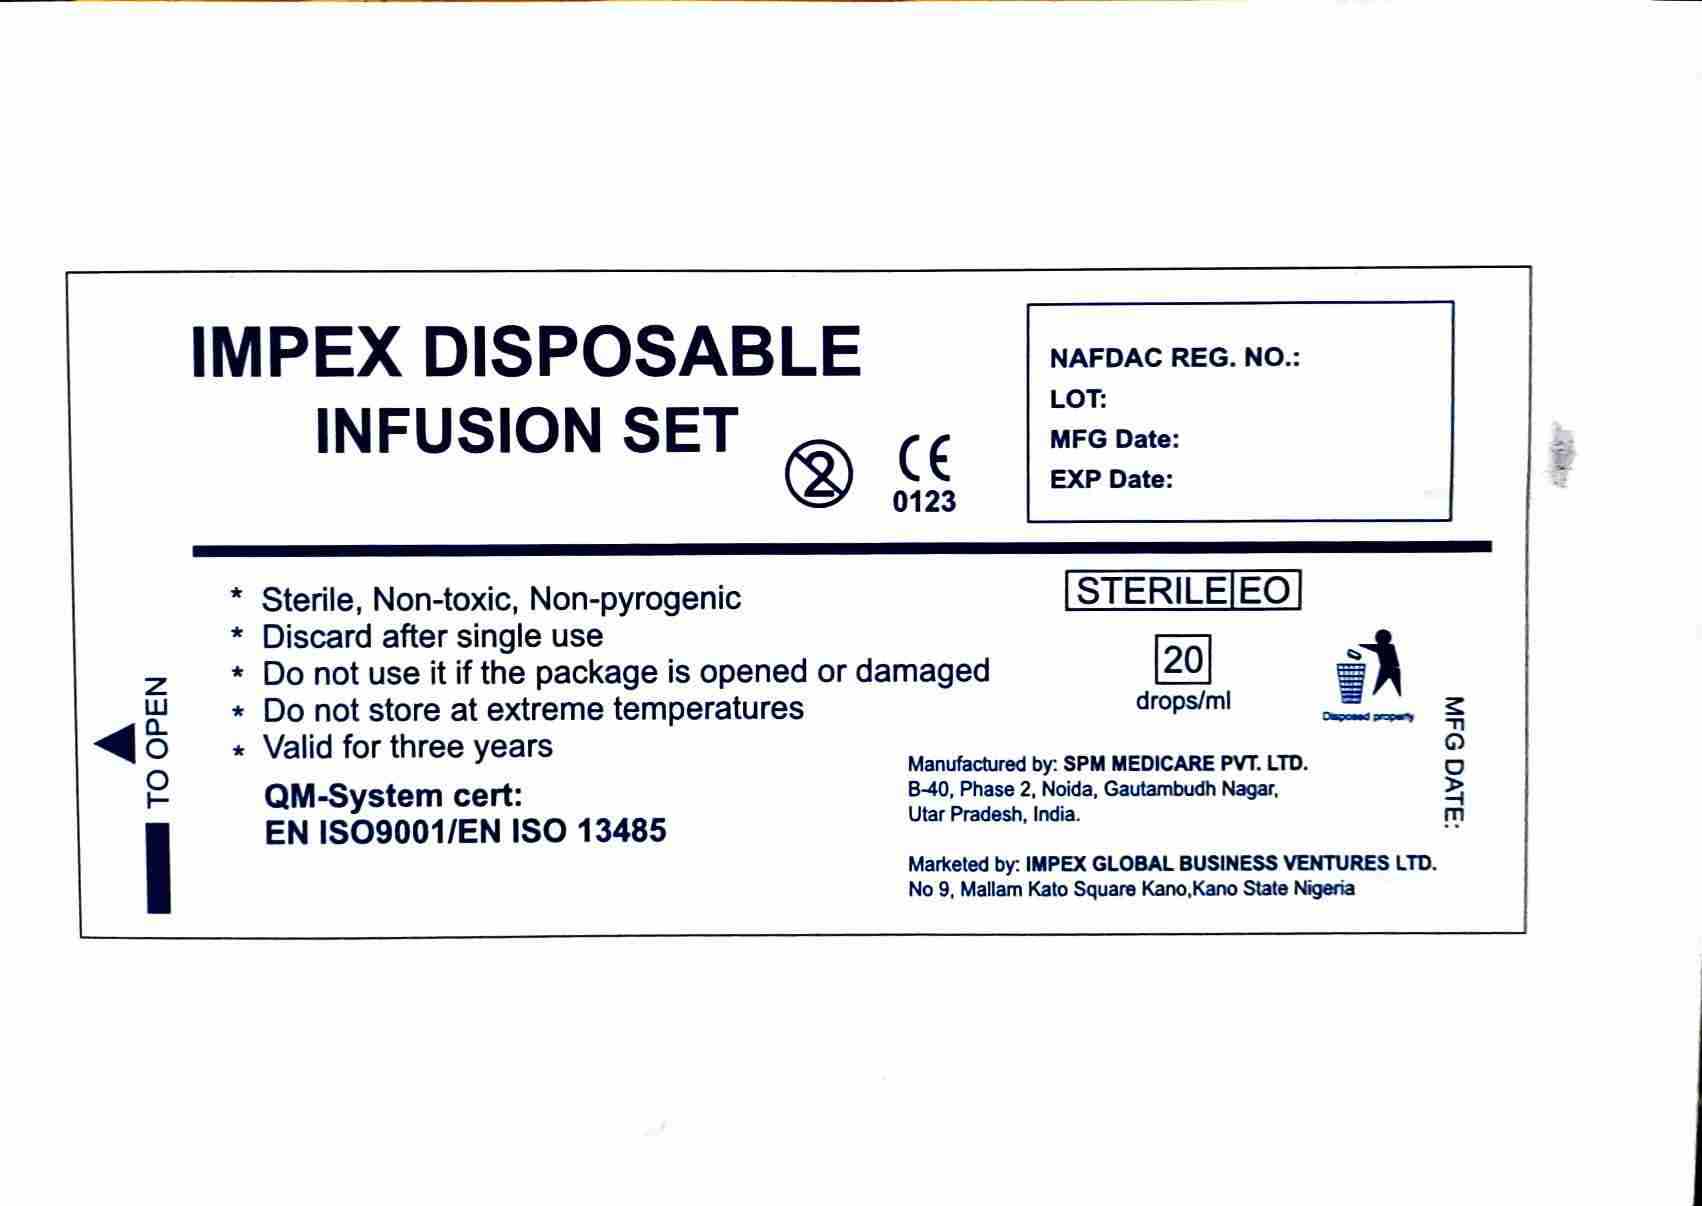 IMPEX DISPOSABLE
INFUSION SET
2
CE
0123
NAFDAC REG. NO.:
LOT:
MFG Date:
EXP Date:
* Sterile, Non-toxic, Non-pyrogenic
* Discard after single use
* Do not use it if the package is opened or damaged
* Do not store at extreme temperatures
* Valid for three years
QM-System cert:
EN ISO9001/EN ISO 13485
TO OPEN
STERILE EO
20
drops/ml
Disposed property
Manufactured by: SPM MEDICARE PVT. LTD.
B-40, Phase 2, Noida, Gautambudh Nagar,
Utar Pradesh, India.
Marketed by: IMPEX GLOBAL BUSINESS VENTURES LTD.
No 9, Mallam Kato Square Kano,Kano State Nigeria
MFG DATE: